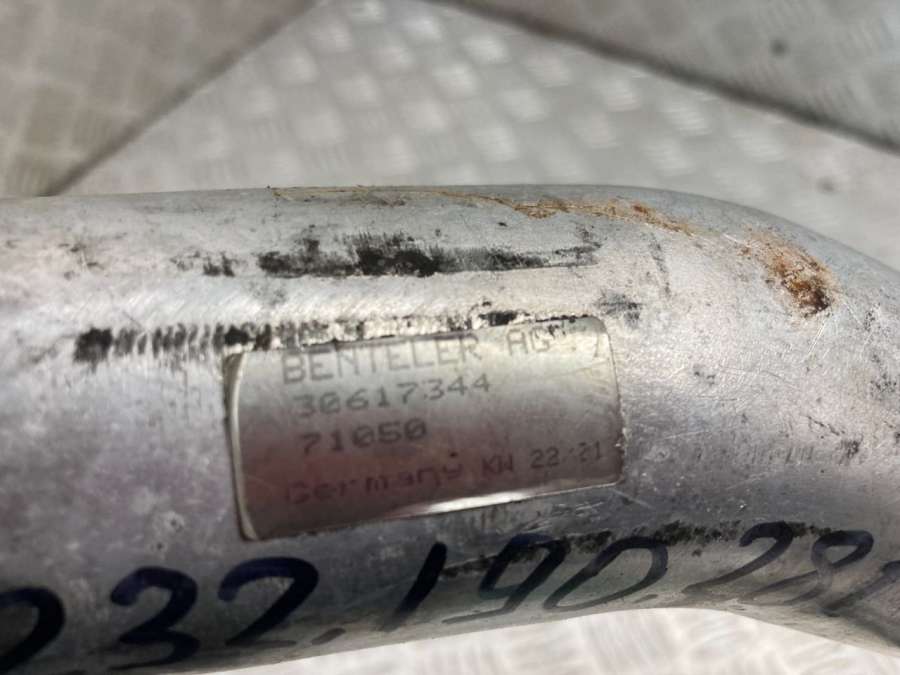 BENTELER AG
30617344
71050
Germany KW 22/21
232.190.28